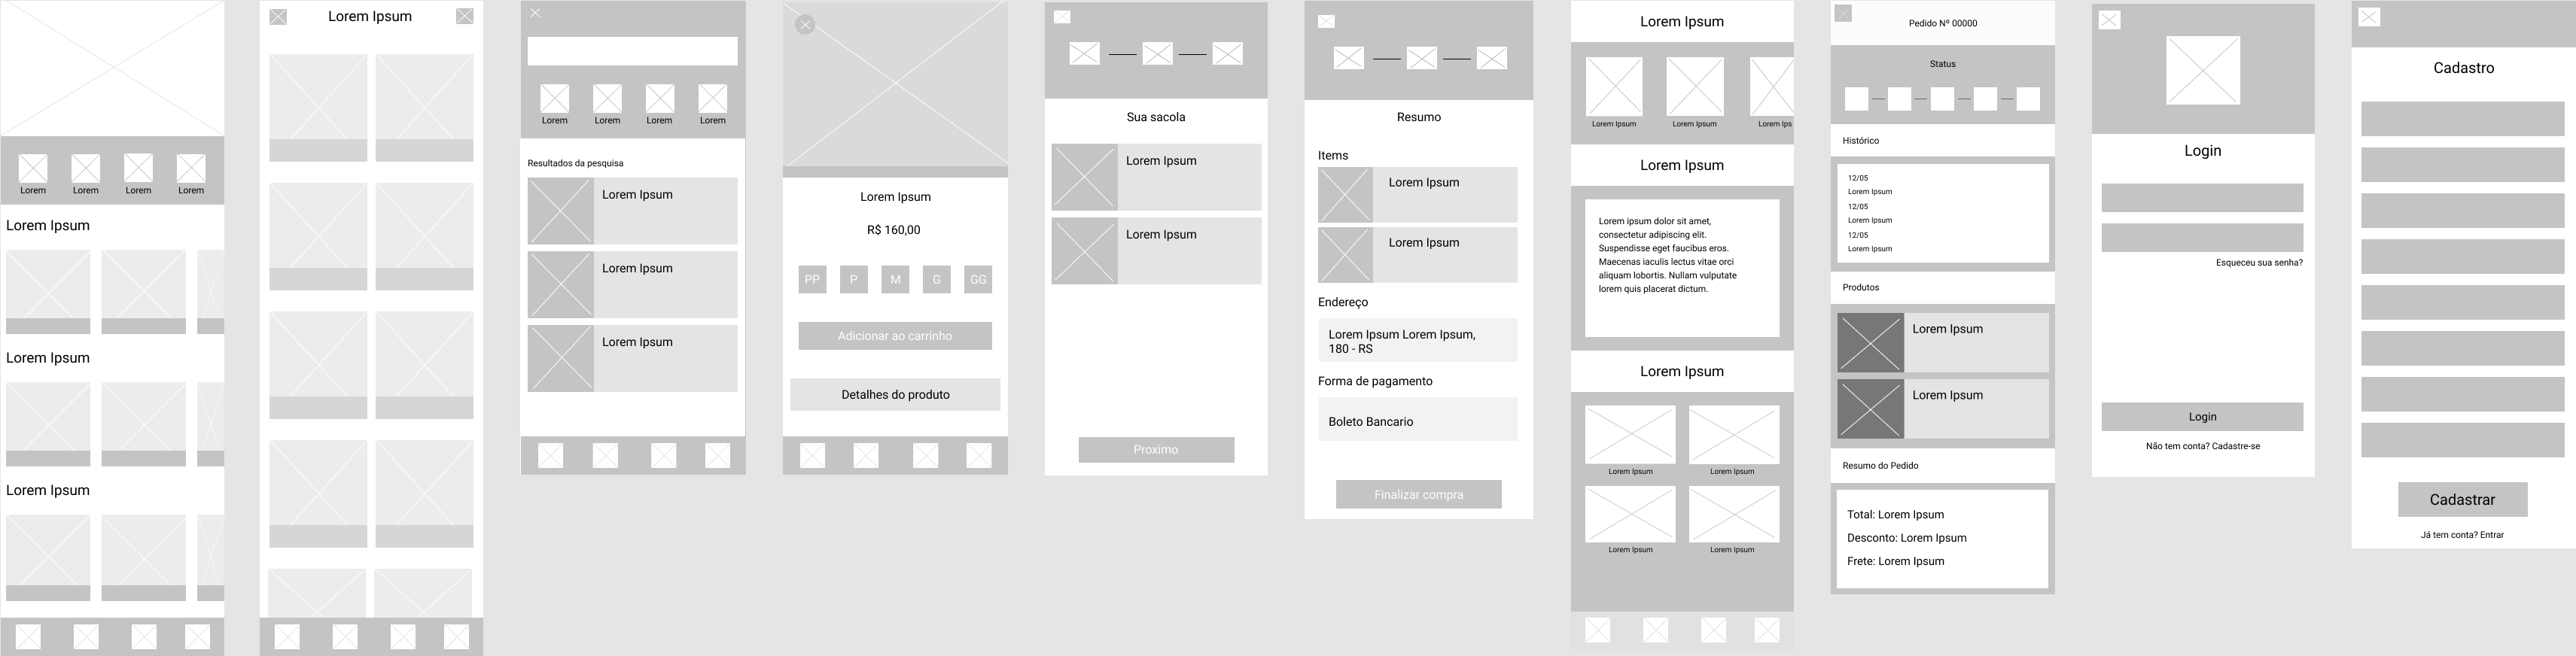 Lorem
Lorem
Lorem
Lorem
Lorem Ipsum
Lorem Ipsum
Lorem Ipsum
Lorem Ipsum
Lorem
Lorem
Lorem
Lorem
Resultados da pesquisa
Lorem Ipsum
Lorem Ipsum
Lorem Ipsum
Lorem Ipsum
R$ 160,00
PP
P
M
G
GG
Adicionar ao carrinho
Detalhes do produto
Sua sacola
Lorem Ipsum
Lorem Ipsum
Proximo
Resumo
Items
Lorem Ipsum
Lorem Ipsum
Endereço
Lorem Ipsum Lorem Ipsum,
180 - RS
Forma de pagamento
Boleto Bancario
Finalizar compra
Lorem Ipsum
Lorem Ipsum
Lorem Ipsum
Lorem Ips
Lorem Ipsum
Lorem ipsum dolor sit amet,
consectetur adipiscing elit.
Suspendisse eget faucibus eros.
Maecenas iaculis lectus vitae orci
aliquam lobortis. Nullam vulputate
lorem quis placerat dictum.
Lorem Ipsum
Lorem Ipsum
Lorem Ipsum
Lorem Ipsum
Lorem Ipsum
Pedido Nº 00000
Status
Histórico
12/05
Lorem Ipsum
12/05
Lorem Ipsum
12/05
Lorem Ipsum
Produtos
Lorem Ipsum
Lorem Ipsum
Resumo do Pedido
Total: Lorem Ipsum
Desconto: Lorem Ipsum
Frete: Lorem Ipsum
Login
Esqueceu sua senha?
Login
Não tem conta? Cadastre-se
Cadastro
Cadastrar
Já tem conta? Entrar